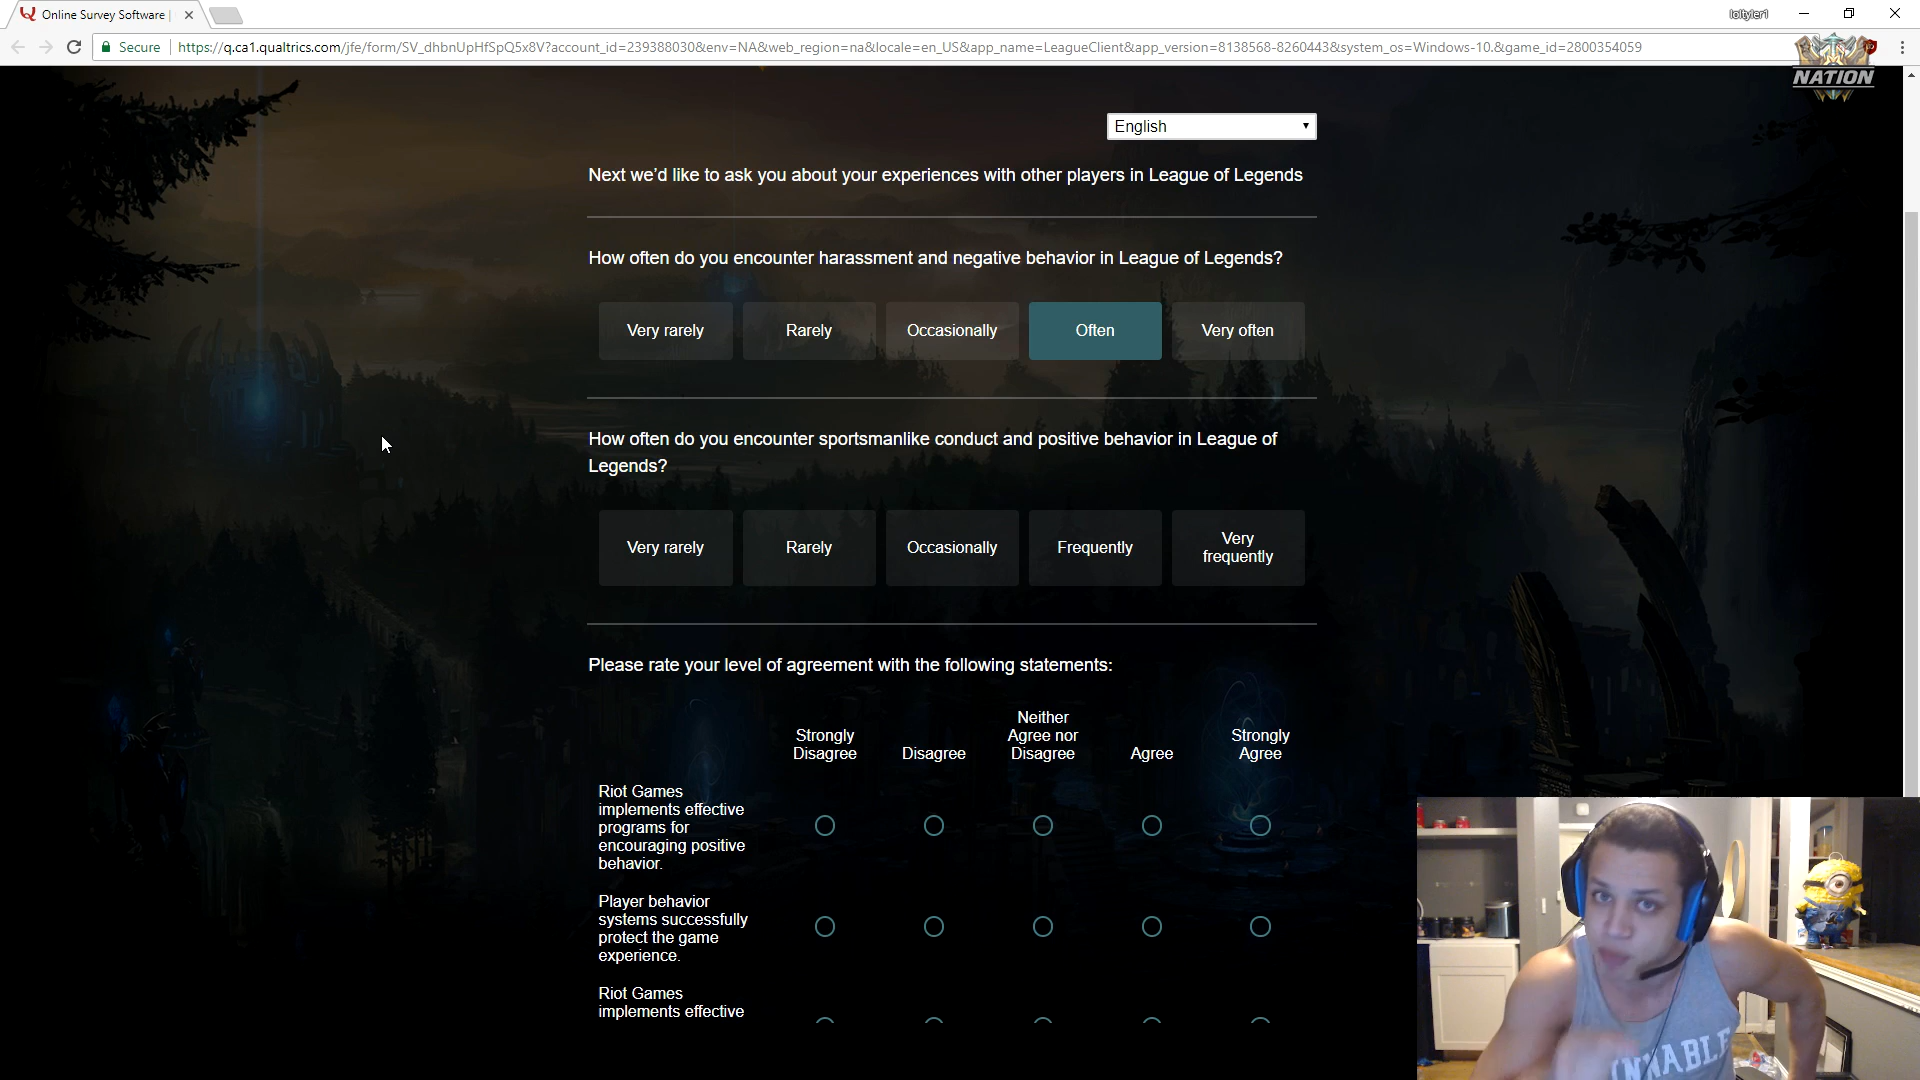 Online Survey Software |
loltyler1
Secure
https://q.ca1.qualtrics.com/jfe/form/SV_dhbnUpHfSpQ5x8V?account_id=239388030&env=NA&web_region=na&locale=en_US&app_name=LeagueClient&app_version=8138568-8260443&system_os=Windows-10.&game_id=2800354059
NATION
English
Next we’d like to ask you about your experiences with other players in League of Legends
How often do you encounter harassment and negative behavior in League of Legends?
Very rarely Rarely Occasionally Often Very often
How often do you encounter sportsmanlike conduct and positive behavior in League of
Legends?
Very rarely Rarely Occasionally Frequently Very
frequently
Please rate your level of agreement with the following statements:
Neither
Strongly Agree nor Strongly
Disagree Disagree Disagree Agree Agree
Riot Games
implements effective
programs for
encouraging positive
behavior.
Player behavior
systems successfully
protect the game
experience.
Riot Games
implements effective
NNABLE